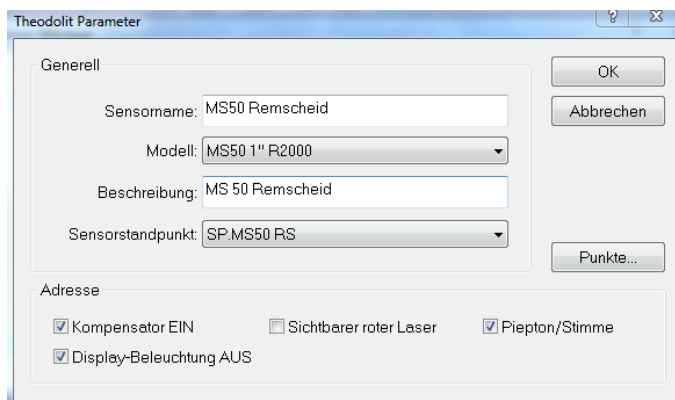 Theodolit Parameter
Generell
OK
Sensorname: MS50 Remscheid
Abbrechen
Modell: MS50 1" R2000
Beschreibung: MS 50 Remscheid
Sensorstandpunkt: SP.MS50 RS
Punkte...
Adresse
Kompensator EIN Sichtbarer roter Laser Piepton/Stimme
Display-Beleuchtung AUS